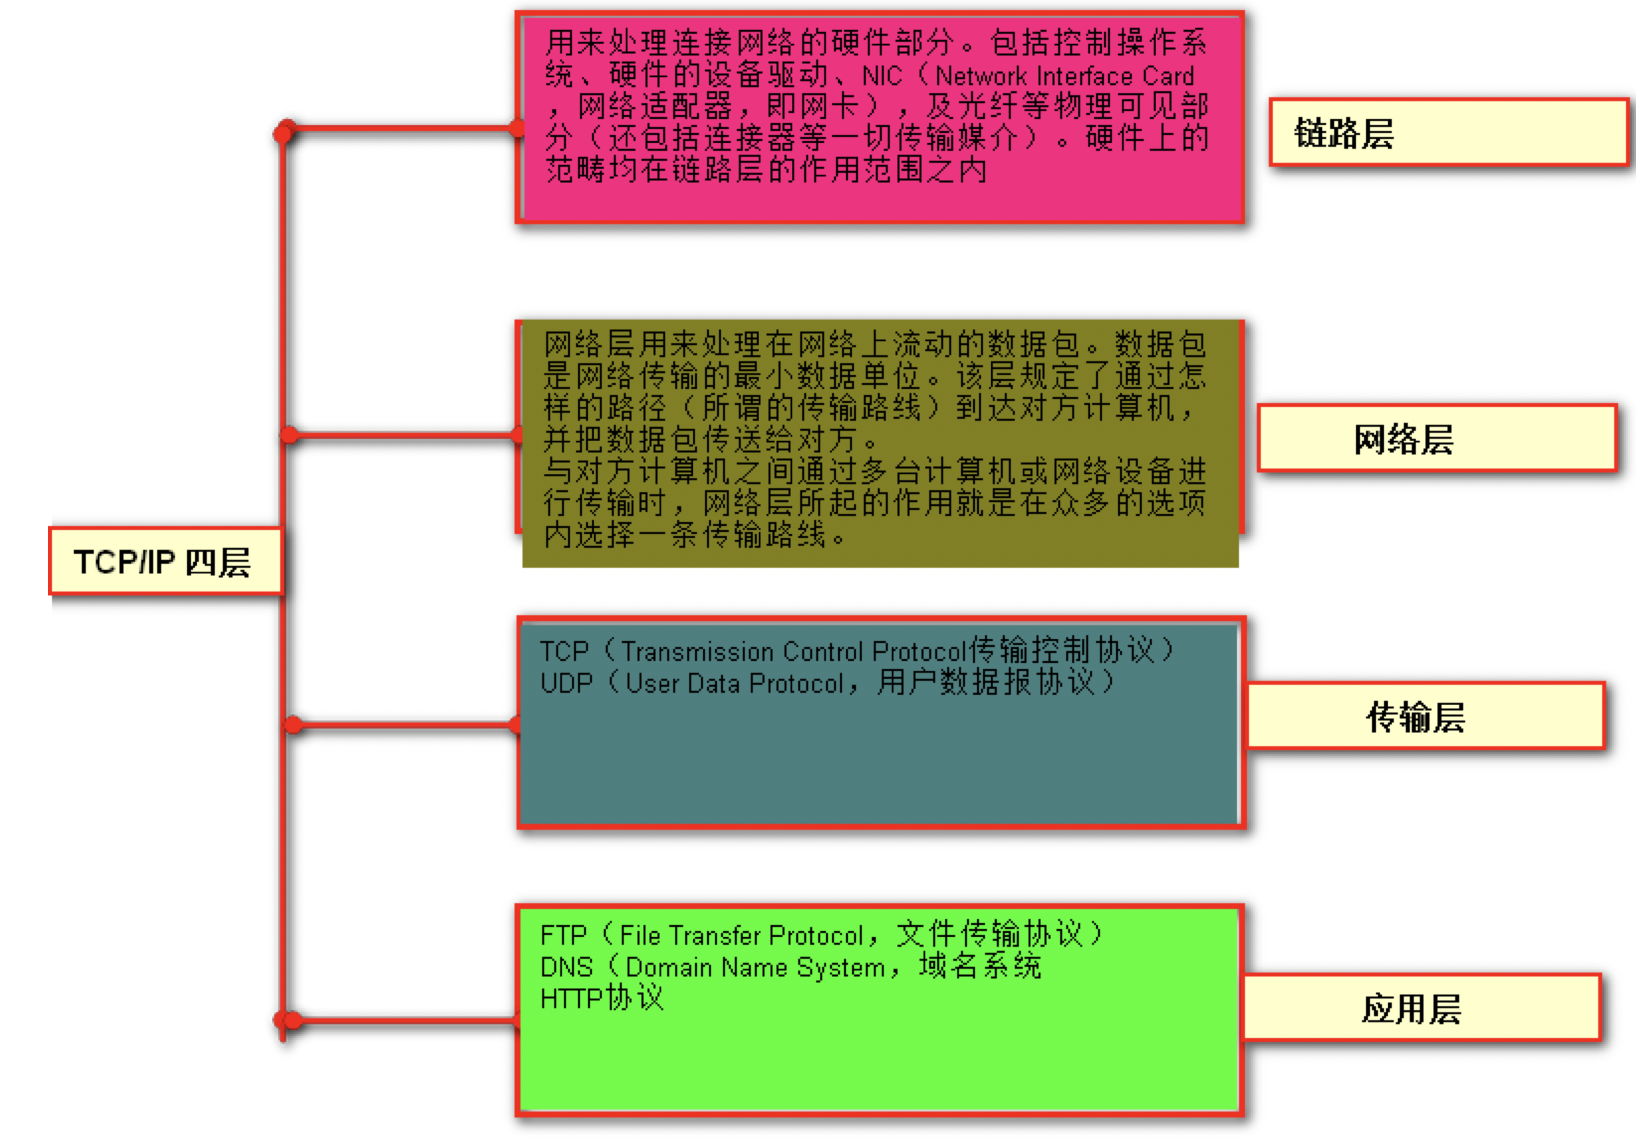 用来处理连接网络的硬件部分。包括控制操作系
统、硬件的设备驱动、NIC（Network Interface Card
，网络适配器，即网卡），及光纤等物理可见部
分（还包括连接器等一切传输媒介）。硬件上的
范畴均在链路层的作用范围之内
链路层
网络层用来处理在网络上流动的数据包。数据包
是网络传输的最小数据单位。该层规定了通过怎
样的路径（所谓的传输路线）到达对方计算机，
并把数据包传送给对方。
与对方计算机之间通过多台计算机或网络设备进
行传输时，网络层所起的作用就是在众多的选项
内选择一条传输路线。
网络层
TCP/IP 四层
TCP（Transmission Control Protocol传输控制协议）
UDP（User Data Protocol，用户数据报协议）
传输层
FTP（File Transfer Protocol，文件传输协议）
DNS（Domain Name System，域名系统
HTTP协议
应用层